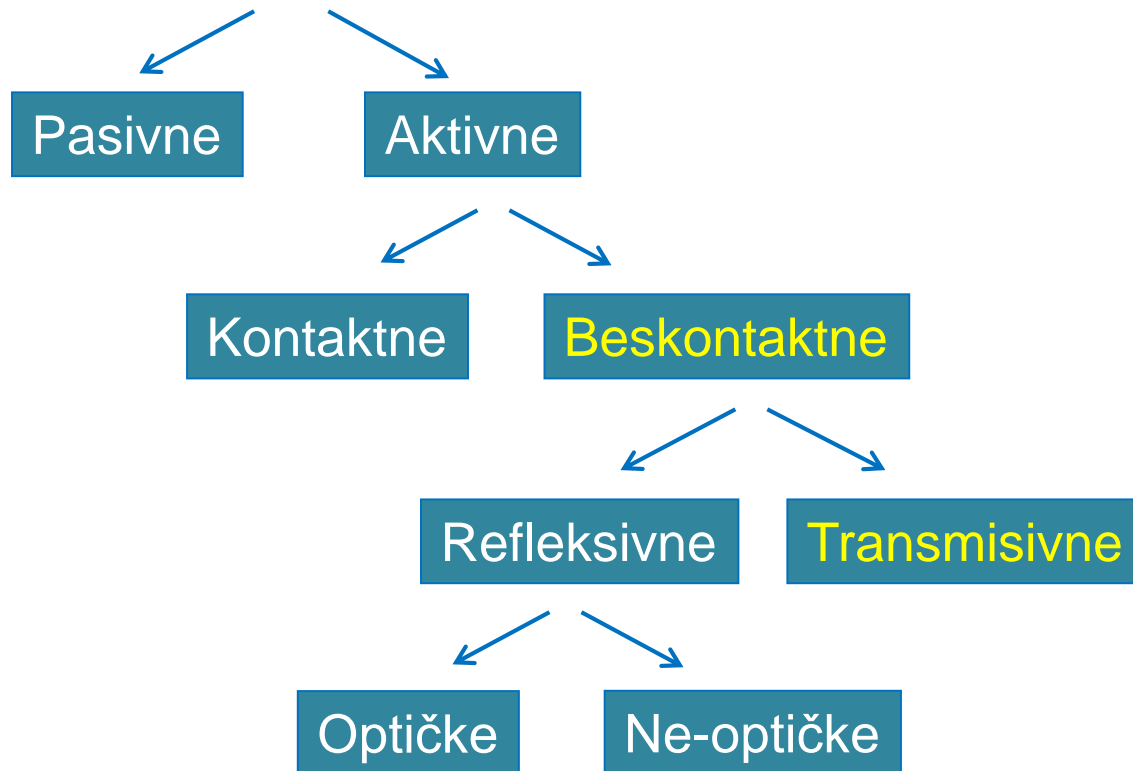 Pasivne
Aktivne
Kontaktne
Beskontaktne
Refleksivne
Transmisivne
Optičke
Ne-optičke